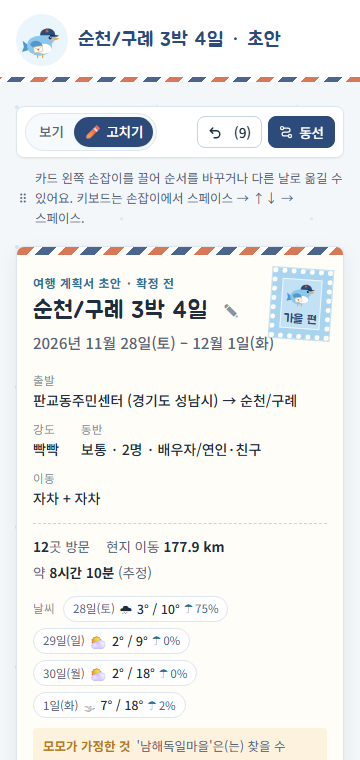 순천/구례 3박 4일 · 초안
보기
고치기
(9)
동선
카드 왼쪽 손잡이를 끌어 순서를 바꾸거나 다른 날로 옮길 수
있어요. 키보드는 손잡이에서 스페이스 → ↑↓ →
스페이스.
여행 계획서 초안 · 확정 전
순천/구례 3박 4일
가을 편
2026년 11월 28일(토) – 12월 1일(화)
출발
판교동주민센터 (경기도 성남시) → 순천/구례
강도 동반
빡빡 보통 · 2명 · 배우자/연인·친구
이동
자차 + 자차
12곳 방문 현지 이동 177.9 km
약 8시간 10분 (추정)
날씨 28일(토) 3° / 10° ☂75%
29일(일) 2° / 9° ☂0%
30일(월) 2° / 18° ☂0%
1일(화) 7° / 18° ☂2%
모모가 가정한 것 '남해독일마을'은(는) 찾을 수